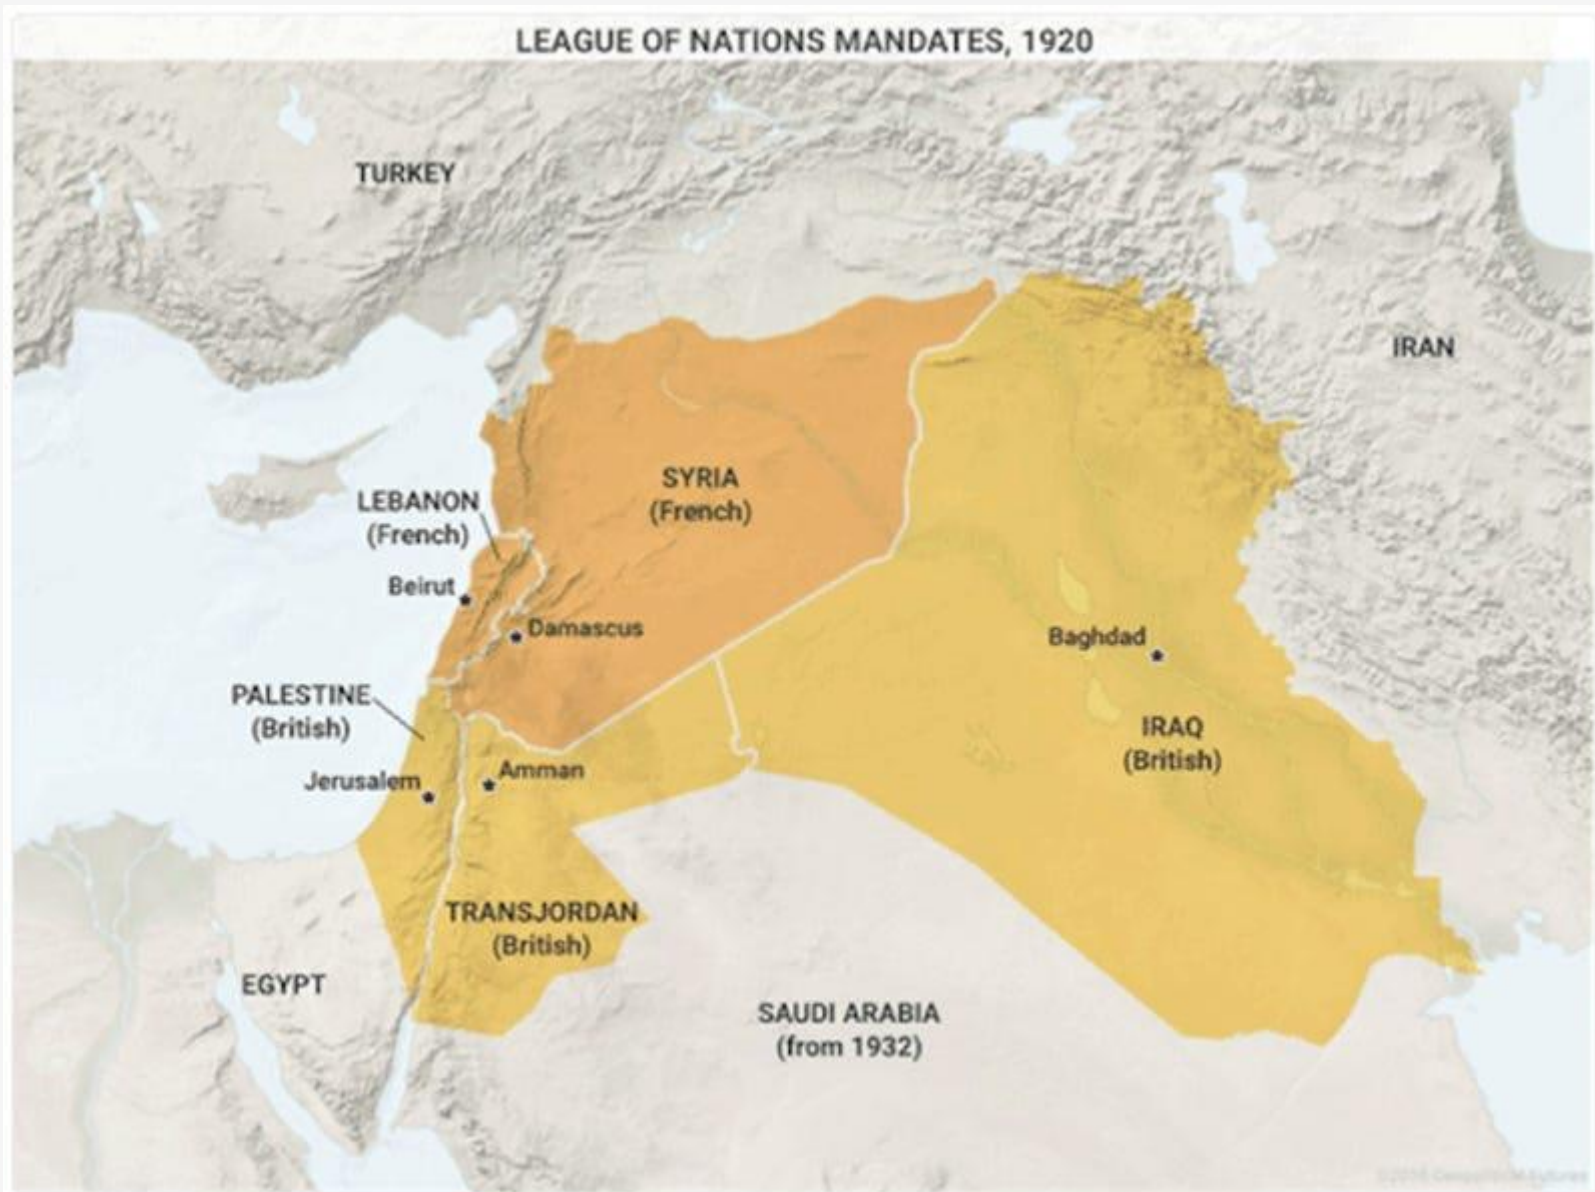 LEAGUE OF NATIONS MANDATES, 1920
TURKEY
IRAN
SYRIA
(French)
LEBANON
(French)
Beirut
Damascus
Baghdad
PALESTINE
(British)
IRAQ
(British)
Jerusalem
Amman
TRANSJORDAN
(British)
EGYPT
SAUDI ARABIA
(from 1932)